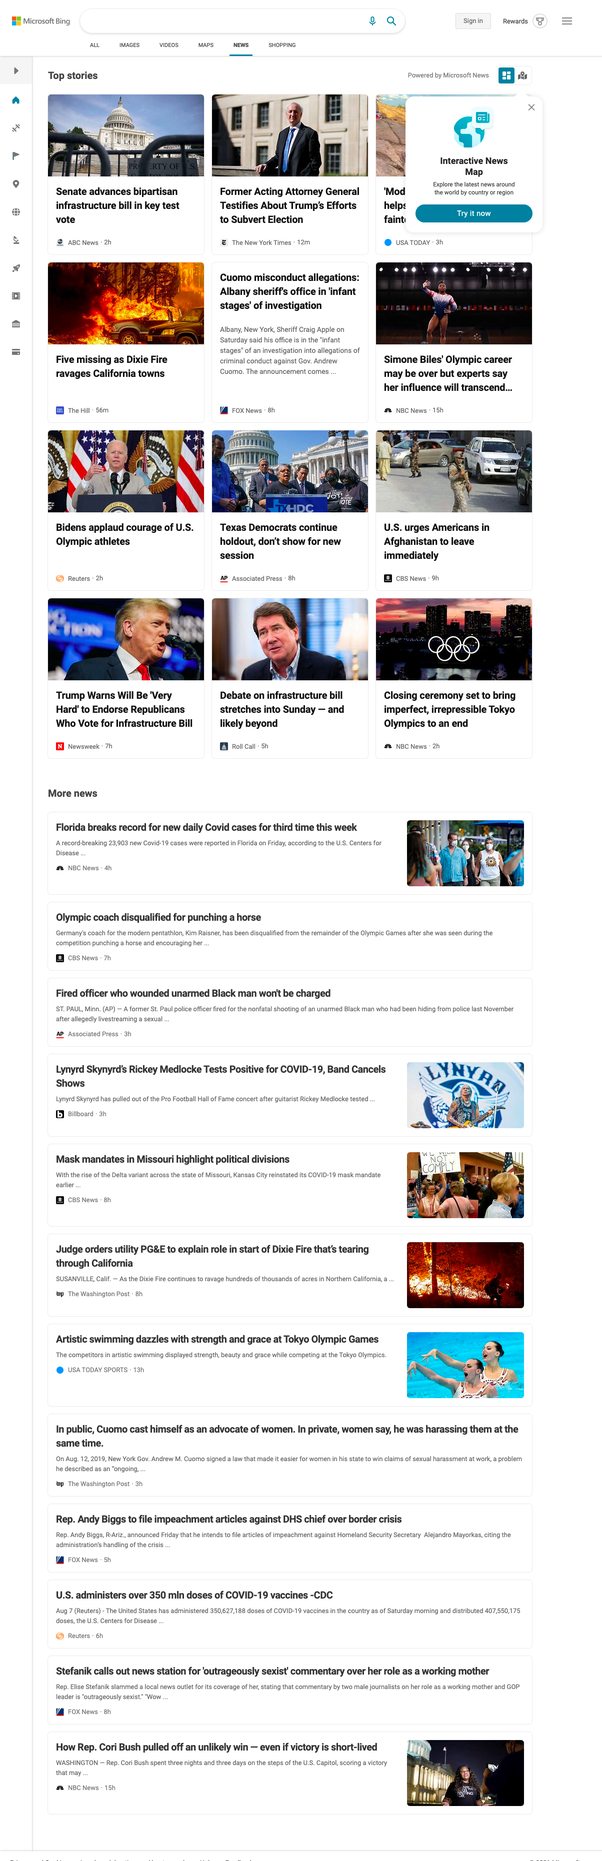 Microsoft Bing
Sign in
Rewards
ALL
IMAGES
VIDEOS
MAPS
NEWS
SHOPPING
Top stories
Powered by Microsoft News
Interactive News
Map
Explore the latest news around
the world by country or region
Try it now
Senate advances bipartisan
infrastructure bill in key test
vote
ABC News · 2h
Former Acting Attorney General
Testifies About Trump's Efforts
to Subvert Election
The New York Times · 12m
'Mod
helps
fainte
USA TODAY · 3h
Five missing as Dixie Fire
ravages California towns
The Hill · 56m
Cuomo misconduct allegations:
Albany sheriff's office in 'infant
stages' of investigation
Albany, New York, Sheriff Craig Apple on
Saturday said his office is in the "infant
stages" of an investigation into allegations of
criminal conduct against Gov. Andrew
Cuomo. The announcement comes ...
FOX News · 8h
Simone Biles' Olympic career
may be over but experts say
her influence will transcend...
NBC News · 15h
Bidens applaud courage of U.S.
Olympic athletes
Reuters · 2h
Texas Democrats continue
holdout, don't show for new
session
AP Associated Press · 8h
U.S. urges Americans in
Afghanistan to leave
immediately
CBS News · 9h
Trump Warns Will Be 'Very
Hard' to Endorse Republicans
Who Vote for Infrastructure Bill
Newsweek · 7h
Debate on infrastructure bill
stretches into Sunday — and
likely beyond
Roll Call · 5h
Closing ceremony set to bring
imperfect, irrepressible Tokyo
Olympics to an end
NBC News · 2h
More news
Florida breaks record for new daily Covid cases for third time this week
A record-breaking 23,903 new Covid-19 cases were reported in Florida on Friday, according to the U.S. Centers for
Disease ...
NBC News · 4h
Olympic coach disqualified for punching a horse
Germany's coach for the modern pentathlon, Kim Raisner, has been disqualified from the remainder of the Olympic Games after she was seen during the
competition punching a horse and encouraging her ...
CBS News · 7h
Fired officer who wounded unarmed Black man won't be charged
ST. PAUL, Minn. (AP) — A former St. Paul police officer fired for the nonfatal shooting of an unarmed Black man who had been hiding from police last November
after allegedly livestreaming a sexual ...
AP Associated Press · 3h
Lynyrd Skynyrd's Rickey Medlocke Tests Positive for COVID-19, Band Cancels
Shows
Lynyrd Skynyrd has pulled out of the Pro Football Hall of Fame concert after guitarist Rickey Medlocke tested ...
Billboard · 3h
Mask mandates in Missouri highlight political divisions
With the rise of the Delta variant across the state of Missouri, Kansas City reinstated its COVID-19 mask mandate
earlier ...
CBS News · 8h
NOT
COMPLY
Judge orders utility PG&E to explain role in start of Dixie Fire that's tearing
through California
SUSANVILLE, Calif. — As the Dixie Fire continues to ravage hundreds of thousands of acres in Northern California, a ...
wp The Washington Post · 8h
Artistic swimming dazzles with strength and grace at Tokyo Olympic Games
The competitors in artistic swimming displayed strength, beauty and grace while competing at the Tokyo Olympics.
USA TODAY SPORTS · 13h
In public, Cuomo cast himself as an advocate of women. In private, women say, he was harassing them at the
same time.
On Aug. 12, 2019, New York Gov. Andrew M. Cuomo signed a law that made it easier for women in his state to win claims of sexual harassment at work, a problem
he described as an "ongoing, ...
wp The Washington Post · 3h
Rep. Andy Biggs to file impeachment articles against DHS chief over border crisis
Rep. Andy Biggs, R-Ariz., announced Friday that he intends to file articles of impeachment against Homeland Security Secretary Alejandro Mayorkas, citing the
administration's handling of the crisis ...
FOX News · 5h
U.S. administers over 350 mln doses of COVID-19 vaccines -CDC
Aug 7 (Reuters) - The United States has administered 350,627,188 doses of COVID-19 vaccines in the country as of Saturday morning and distributed 407,550,175
doses, the U.S. Centers for Disease ...
Reuters · 6h
Stefanik calls out news station for 'outrageously sexist' commentary over her role as a working mother
Rep. Elise Stefanik slammed a local news outlet for its coverage of her, stating that commentary by two male journalists on her role as a working mother and GOP
leader is "outrageously sexist." "Wow ...
FOX News · 8h
How Rep. Cori Bush pulled off an unlikely win — even if victory is short-lived
WASHINGTON — Rep. Cori Bush spent three nights and three days on the steps of the U.S. Capitol, scoring a victory
that may ...
NBC News · 15h